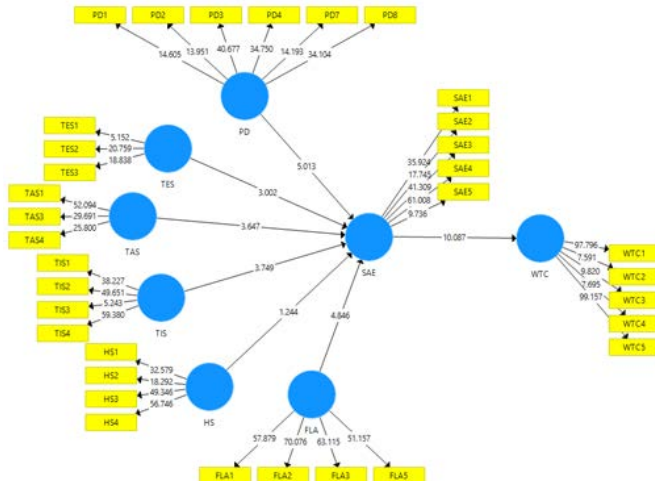 PD1 PD2 PD3 PD4 PD7 PD8
14.605 13.951 40.677 34.750 14.193 34.104
PD
5.013
TES1
TES2
TES3
5.152
20.759
18.838
TES
3.002
TAS1
TAS3
TAS4
52.094
29.691
25.800
TAS
3.647
TIS1
TIS2
TIS3
TIS4
38.227
49.651
5.243
59.380
TIS
3.749
HS1
HS2
HS3
HS4
32.579
18.292
49.346
56.746
HS
1.244
FLA
4.846
57.879 70.076 63.115 51.157
FLA1 FLA2 FLA3 FLA5
SAE1
SAE2
SAE3
SAE4
SAE5
35.924
17.745
41.309
61.008
9.736
SAE
10.087
WTC
97.796
7.591
9.820
7.695
99.157
WTC1
WTC2
WTC3
WTC4
WTC5